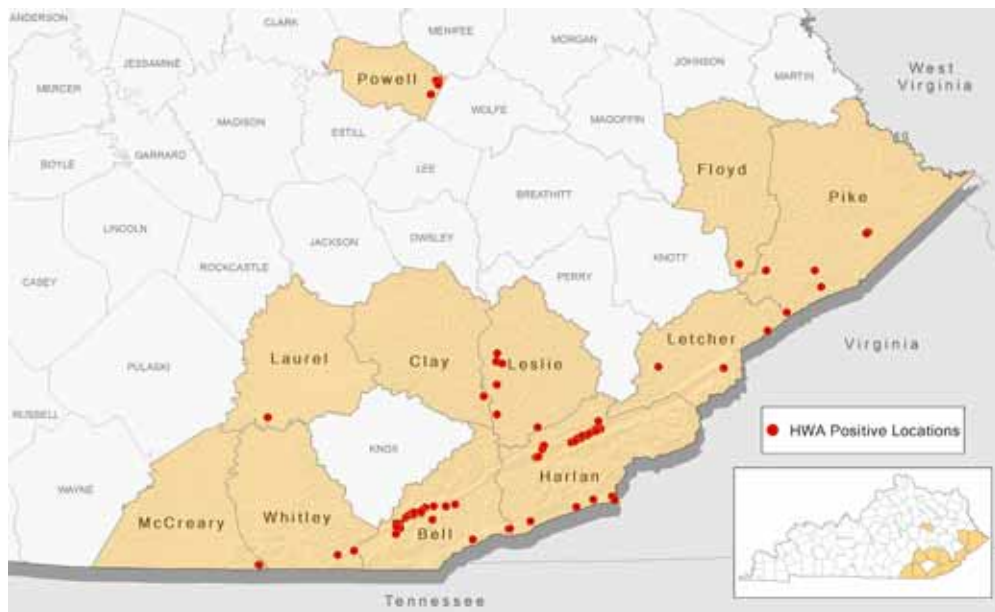 ANDERSON
CLARK
MENIFEE
MORGAN
JOHNSON
MARTIN
West
Virginia
JESSAMINE
MERCER
Powell
WOLFE
MAGOFFIN
MADISON
ESTILL
BOYLE
GARRARD
LEE
Floyd
Pike
BREATHITT
LINCOLN
JACKSON
OWSLEY
ROCKCASTLE
PERRY
KNOTT
CASEY
Laurel
Clay
Leslie
Letcher
Virginia
PULASKI
RUSSELL
KNOX
HWA Positive Locations
WAYNE
Harlan
McCreary
Whitley
Bell
Tennessee